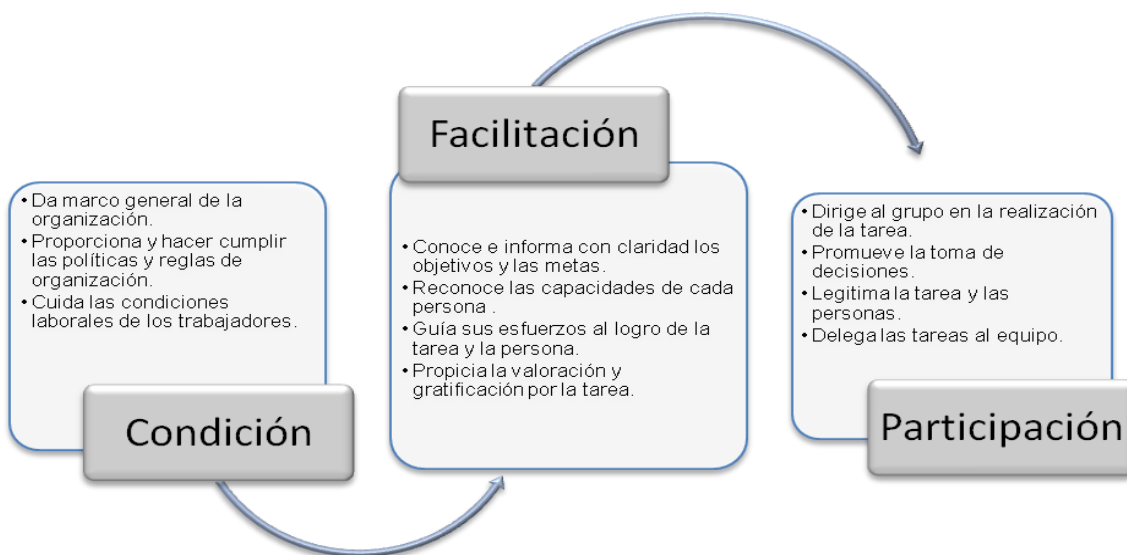 • Da marco general de la
organización.
• Proporciona y hacer cumplir
las políticas y reglas de
organización.
• Cuida las condiciones
laborales de los trabajadores.
Condición
Facilitación
• Conoce e informa con claridad los
objetivos y las metas.
• Reconoce las capacidades de cada
persona .
• Guía sus esfuerzos al logro de la
tarea y la persona.
• Propicia la valoración y
gratificación por la tarea.
• Dirige al grupo en la realización
de la tarea.
• Promueve la toma de
decisiones.
• Legitima la tarea y las
personas.
• Delega las tareas al equipo.
Participación